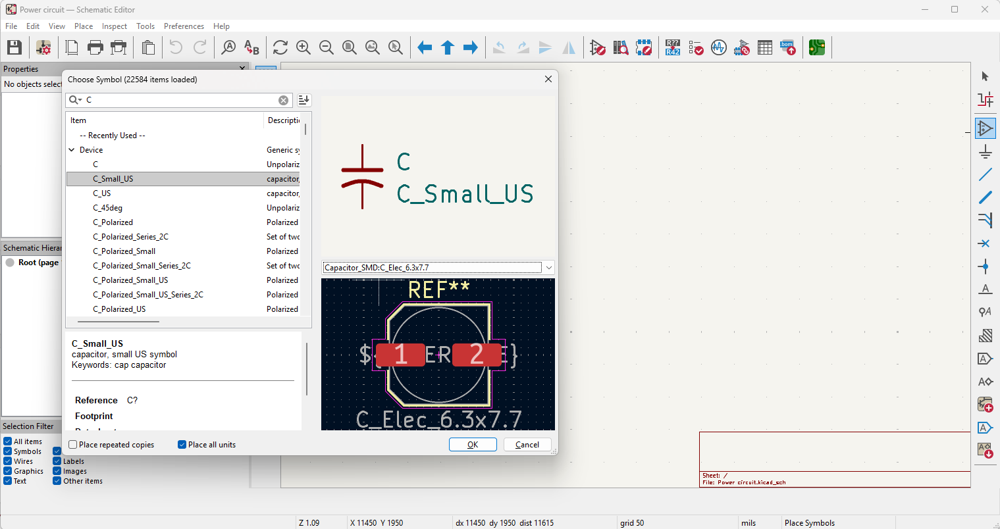 Power circuit — Schematic Editor
File Edit View Place Inspect Tools Preferences Help
A
A B
R??
R42
bom
Properties
No objects select
Choose Symbol (22584 items loaded)
C
Item Descripti
-- Recently Used --
Device Generic sy
C Unpolariz
C_Small_US capacitor,
C_US capacitor,
C_45deg Unpolariz
C_Polarized Polarized
C_Polarized_Series_2C Set of two
C_Polarized_Small Polarized
C_Polarized_Small_Series_2C Set of two
C_Polarized_Small_US Polarized
C_Polarized_Small_US_Series_2C Polarized
C_Polarized_US Polarized
C
C_Small_US
Capacitor_SMD:C_Elec_6.3x7.7
REF**
1 ER 2 }
C_Elec_6.3x7.7
C_Small_US
capacitor, small US symbol
Keywords: cap capacitor
Reference C?
Footprint
Place repeated copies Place all units OK Cancel
Schematic Hierar
Root (page
Selection Filter
All items
Symbols
Wires Labels
Graphics Images
Text Other items
Sheet: /
File: Power circuit.kicad_sch
Z 1.09 X 11450 Y 1950 dx 11450 dy 1950 dist 11615 grid 50 mils Place Symbols